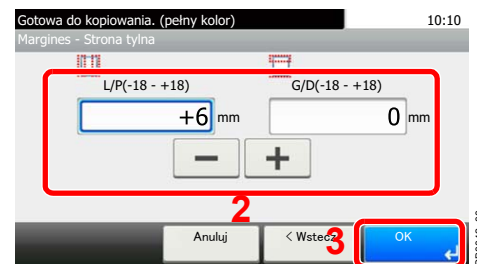 Gotowa do kopiowania. (pełny kolor) 10:10
Margines - Strona tylna
L/P(-18 - +18) G/D(-18 - +18)
+6 mm 0 mm
− +
2
Anuluj < Wstecz 3 OK